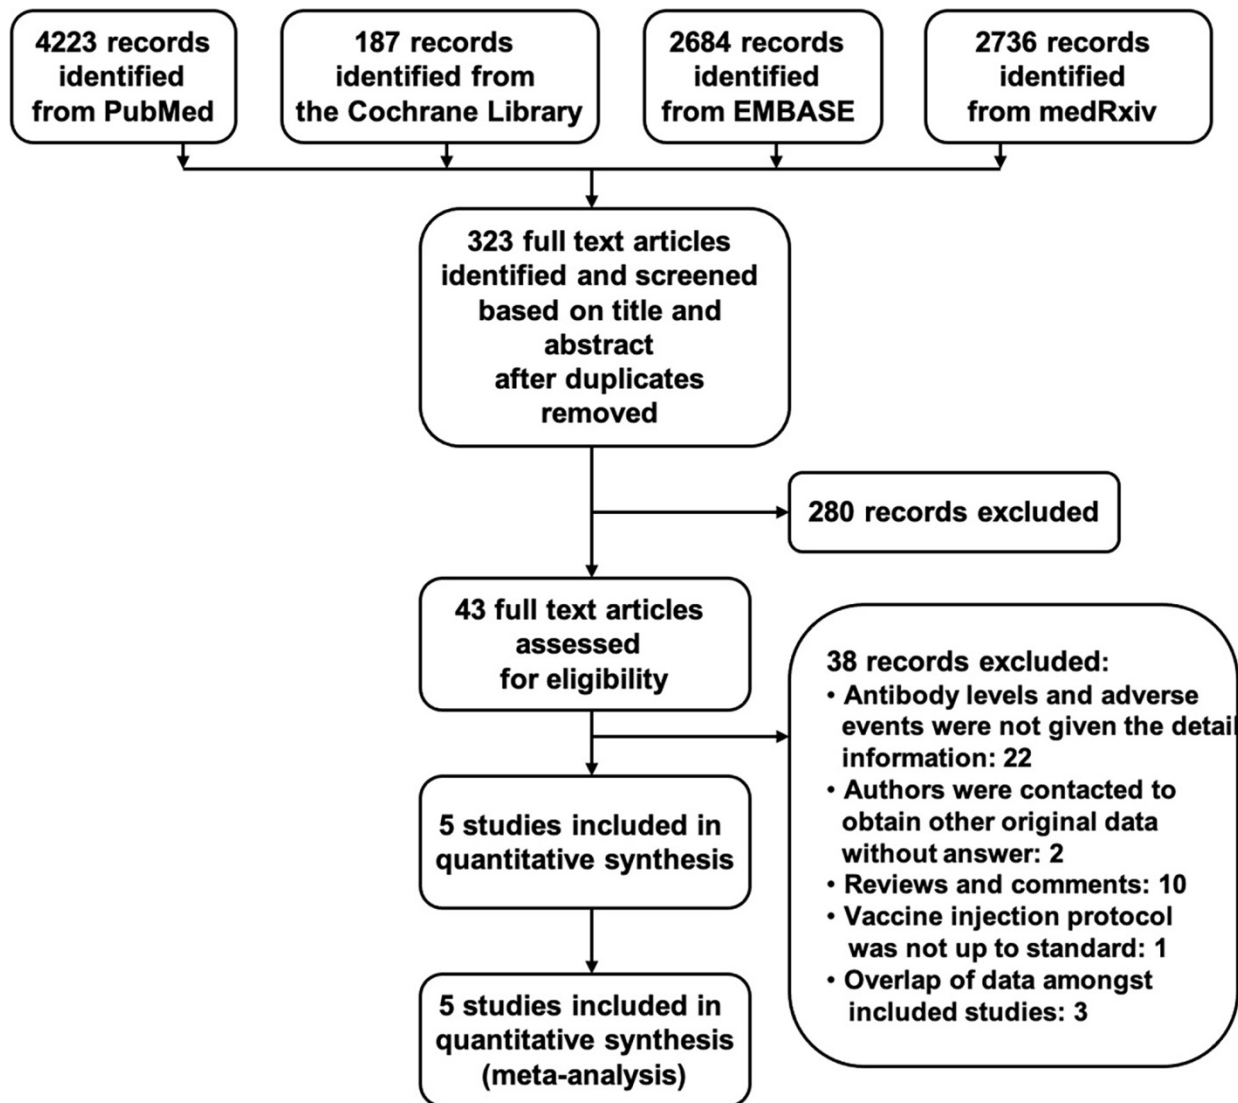 4223 records
identified
from PubMed
187 records
identified from
the Cochrane Library
2684 records
identified
from EMBASE
2736 records
identified
from medRxiv
323 full text articles
identified and screened
based on title and
abstract
after duplicates
removed
280 records excluded
43 full text articles
assessed
for eligibility
38 records excluded:
• Antibody levels and adverse
events were not given the detail
information: 22
• Authors were contacted to
obtain other original data
without answer: 2
• Reviews and comments: 10
• Vaccine injection protocol
was not up to standard: 1
• Overlap of data amongst
included studies: 3
5 studies included in
quantitative synthesis
5 studies included in
quantitative synthesis
(meta-analysis)